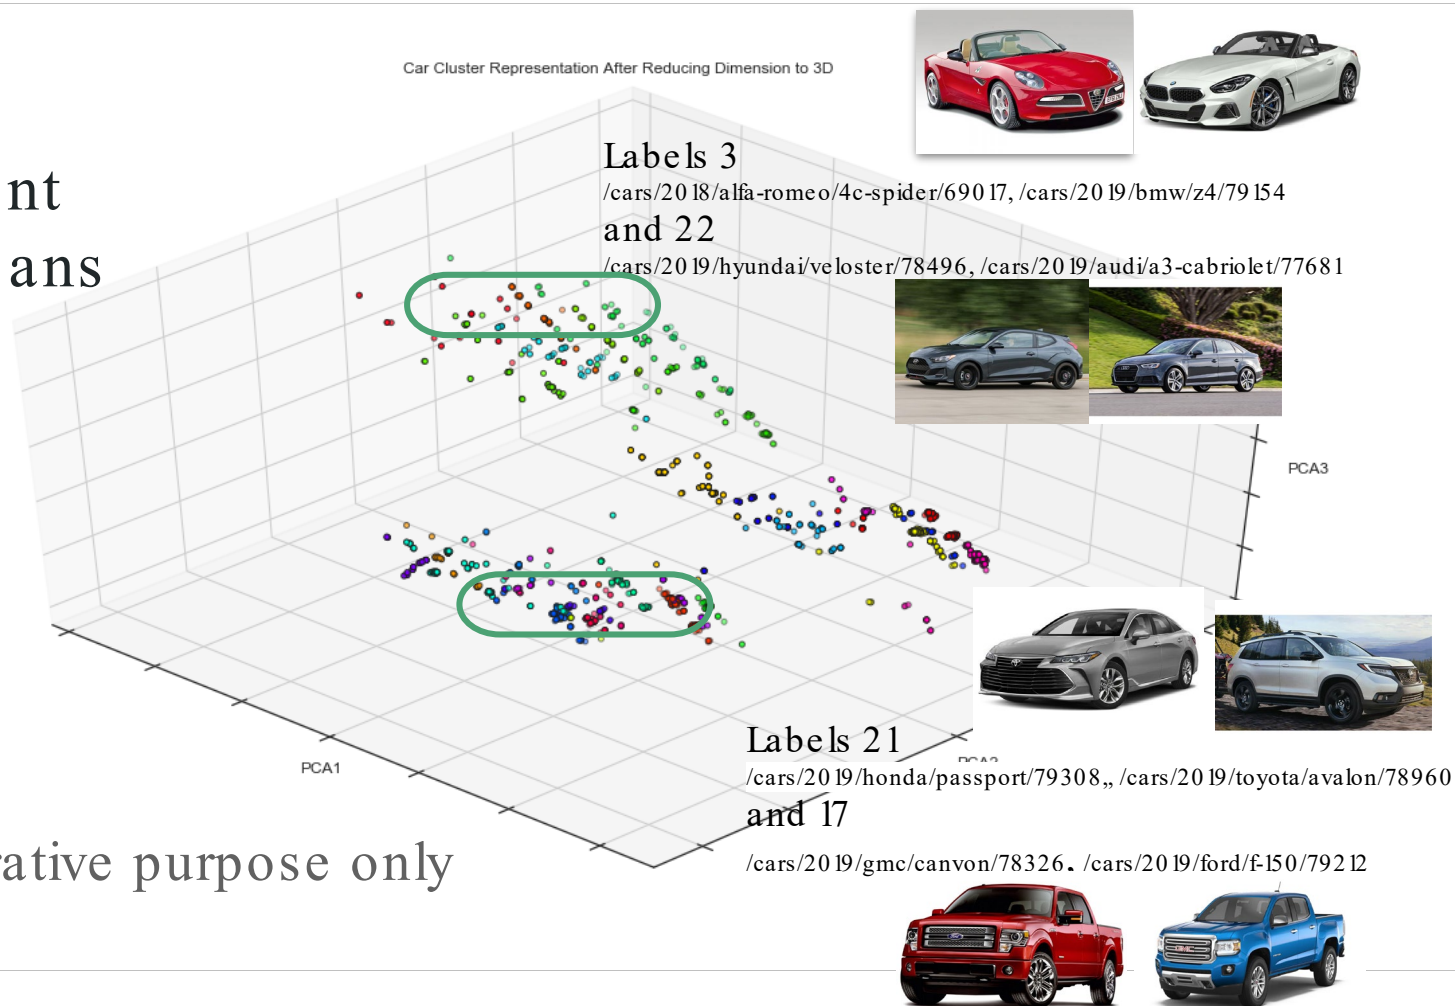 Car Cluster Representation After Reducing Dimension to 3D
Labels 3
/cars/2018/alfa-romeo/4c-spider/69017, /cars/2019/bmw/z4/79154
nt
and 22
ans
/cars/2019/hyundai/veloster/78496, /cars/2019/audi/a3-cabriolet/77681
PCA3
Labels 21
PCA2
PCA1
/cars/2019/honda/passport/79308,, /cars/2019/toyota/avalon/78960
and 17
rative purpose only
/cars/2019/gmc/canvon/78326. /cars/2019/ford/f-150/79212